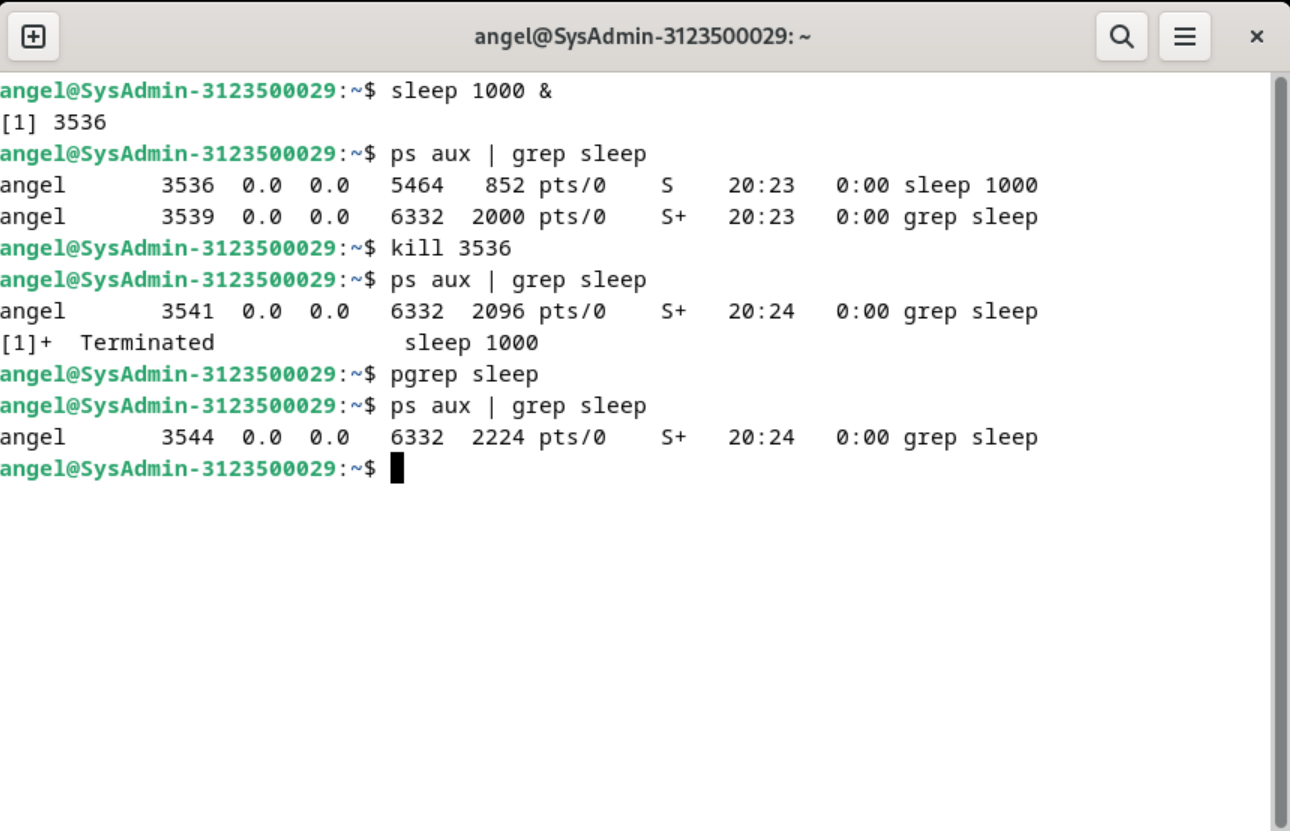 angel@SysAdmin-3123500029: ~
angel@SysAdmin-3123500029:~$ sleep 1000 &
[1] 3536
angel@SysAdmin-3123500029:~$ ps aux | grep sleep
angel       3536  0.0  0.0   5464   852 pts/0    S    20:23   0:00 sleep 1000
angel       3539  0.0  0.0   6332  2000 pts/0    S+   20:23   0:00 grep sleep
angel@SysAdmin-3123500029:~$ kill 3536
angel@SysAdmin-3123500029:~$ ps aux | grep sleep
angel       3541  0.0  0.0   6332  2096 pts/0    S+   20:24   0:00 grep sleep
[1]+  Terminated              sleep 1000
angel@SysAdmin-3123500029:~$ pgrep sleep
angel@SysAdmin-3123500029:~$ ps aux | grep sleep
angel       3544  0.0  0.0   6332  2224 pts/0    S+   20:24   0:00 grep sleep
angel@SysAdmin-3123500029:~$